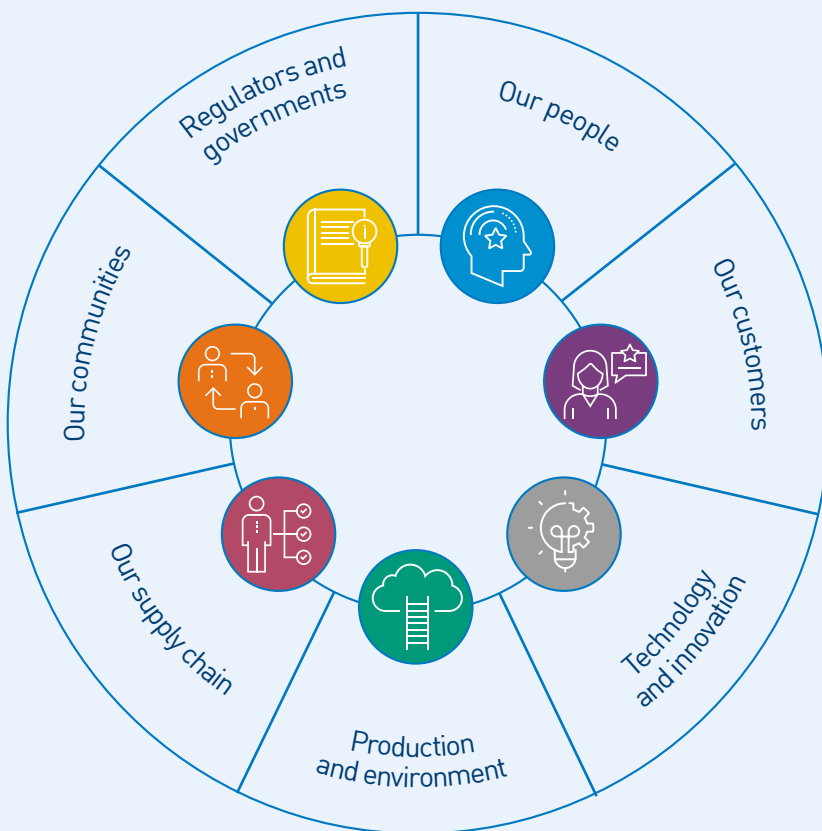 Regulators and
governments
Our people
Our customers
Technology
and innovation
Production
and environment
Our supply chain
Our communities
i